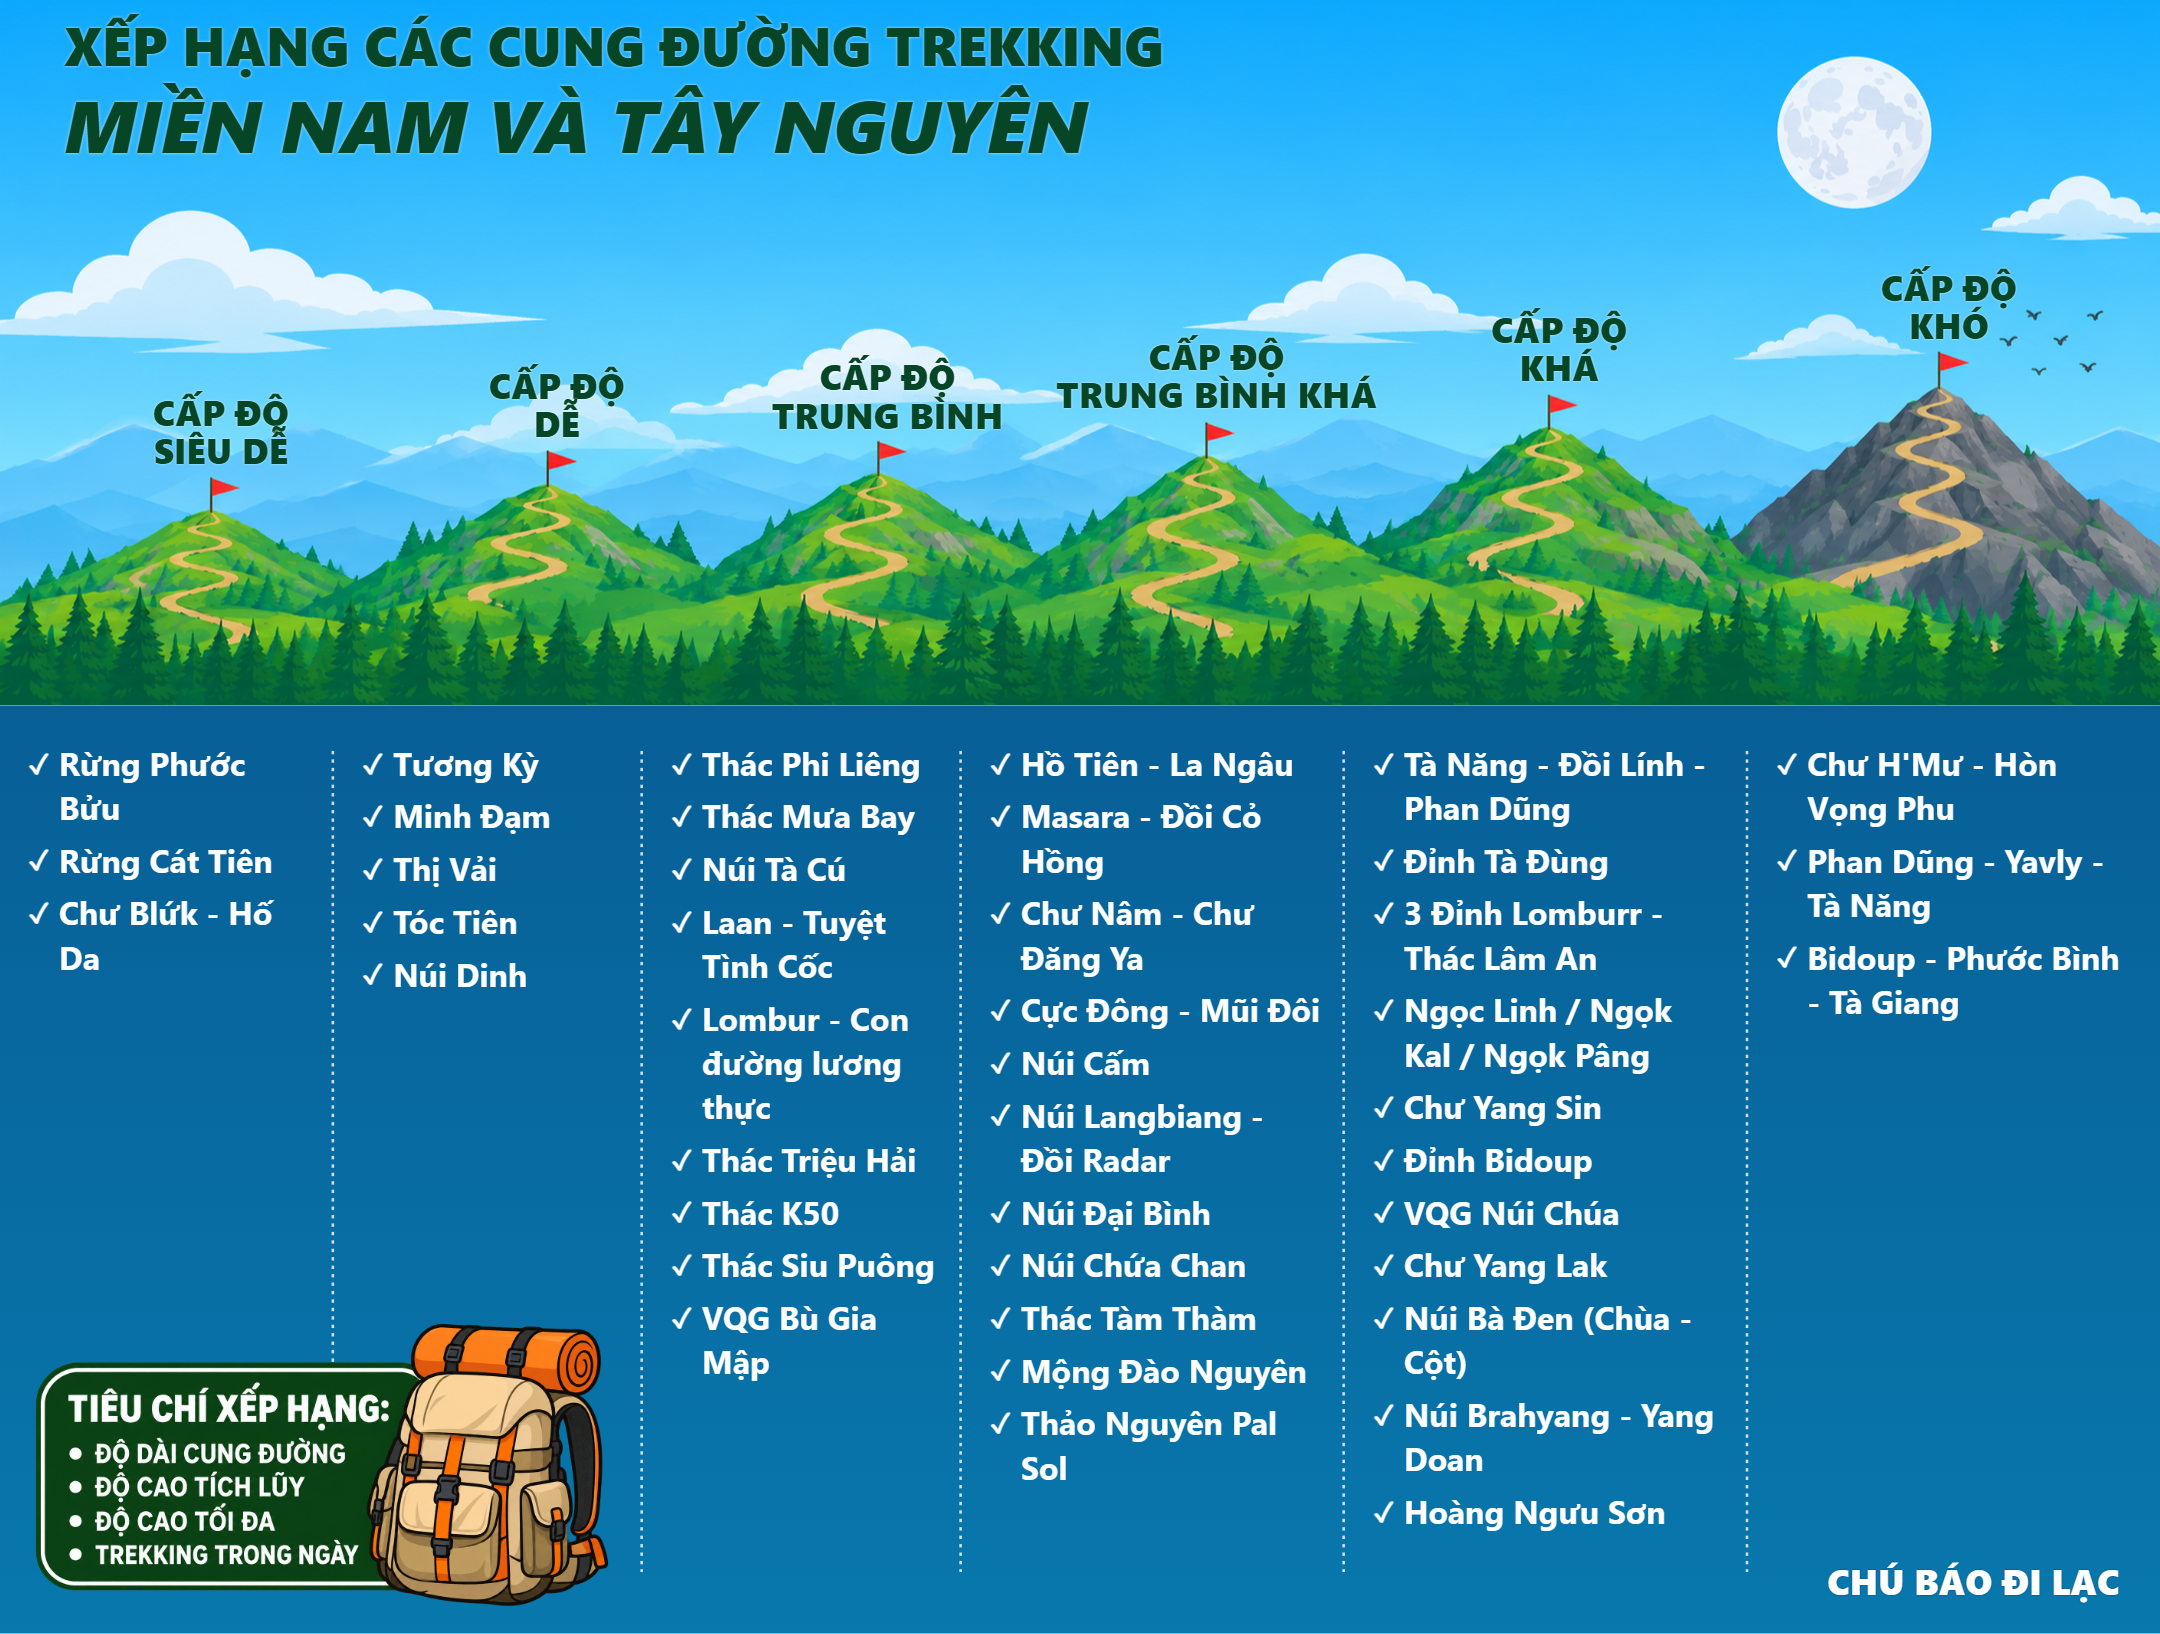 XẾP HẠNG CÁC CUNG ĐƯỜNG TREKKING
MIỀN NAM VÀ TÂY NGUYÊN
CẤP ĐỘ
SIÊU DỄ
CẤP ĐỘ
DỄ
CẤP ĐỘ
TRUNG BÌNH
CẤP ĐỘ
TRUNG BÌNH KHÁ
CẤP ĐỘ
KHÁ
CẤP ĐỘ
KHÓ
✓ Rừng Phước
Bửu
✓ Rừng Cát Tiên
✓ Chư Blứk - Hố
Da
✓ Tương Kỳ
✓ Minh Đạm
✓ Thị Vải
✓ Tóc Tiên
✓ Núi Dinh
✓ Thác Phi Liêng
✓ Thác Mưa Bay
✓ Núi Tà Cú
✓ Laan - Tuyệt
Tình Cốc
✓ Lombur - Con
đường lương
thực
✓ Thác Triệu Hải
✓ Thác K50
✓ Thác Siu Puông
✓ VQG Bù Gia
Mập
✓ Hồ Tiên - La Ngâu
✓ Masara - Đồi Cỏ
Hồng
✓ Chư Nâm - Chư
Đăng Ya
✓ Cực Đông - Mũi Đôi
✓ Núi Cấm
✓ Núi Langbiang -
Đồi Radar
✓ Núi Đại Bình
✓ Núi Chứa Chan
✓ Thác Tàm Thàm
✓ Mộng Đào Nguyên
✓ Thảo Nguyên Pal
Sol
✓ Tà Năng - Đồi Lính -
Phan Dũng
✓ Đỉnh Tà Đùng
✓ 3 Đỉnh Lomburr -
Thác Lâm An
✓ Ngọc Linh / Ngọk
Kal / Ngọk Pâng
✓ Chư Yang Sin
✓ Đỉnh Bidoup
✓ VQG Núi Chúa
✓ Chư Yang Lak
✓ Núi Bà Đen (Chùa -
Cột)
✓ Núi Brahyang - Yang
Doan
✓ Hoàng Ngưu Sơn
✓ Chư H'Mư - Hòn
Vọng Phu
✓ Phan Dũng - Yavly -
Tà Năng
✓ Bidoup - Phước Bình
- Tà Giang
TIÊU CHÍ XẾP HẠNG:
• ĐỘ DÀI CUNG ĐƯỜNG
• ĐỘ CAO TÍCH LŨY
• ĐỘ CAO TỐI ĐA
• TREKKING TRONG NGÀY
CHÚ BÁO ĐI LẠC